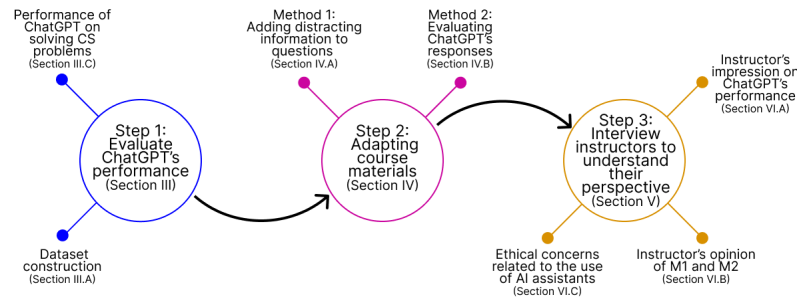 Performance of
ChatGPT on
solving CS
problems
(Section III.C)
Step 1:
Evaluate
ChatGPT's
performance
(Section III)
Dataset
construction
(Section III.A)
Method 1:
Adding distracting
information to
questions
(Section IV.A)
Method 2:
Evaluating
ChatGPT's
responses
(Section IV.B)
Step 2:
Adapting
course
materials
(Section IV)
Instructor's
impression on
ChatGPT's
performance
(Section VI.A)
Step 3:
Interview
instructors to
understand
their
perspective
(Section V)
Ethical concerns
related to the use
of AI assistants
(Section VI.C)
Instructor's opinion
of M1 and M2
(Section VI.B)